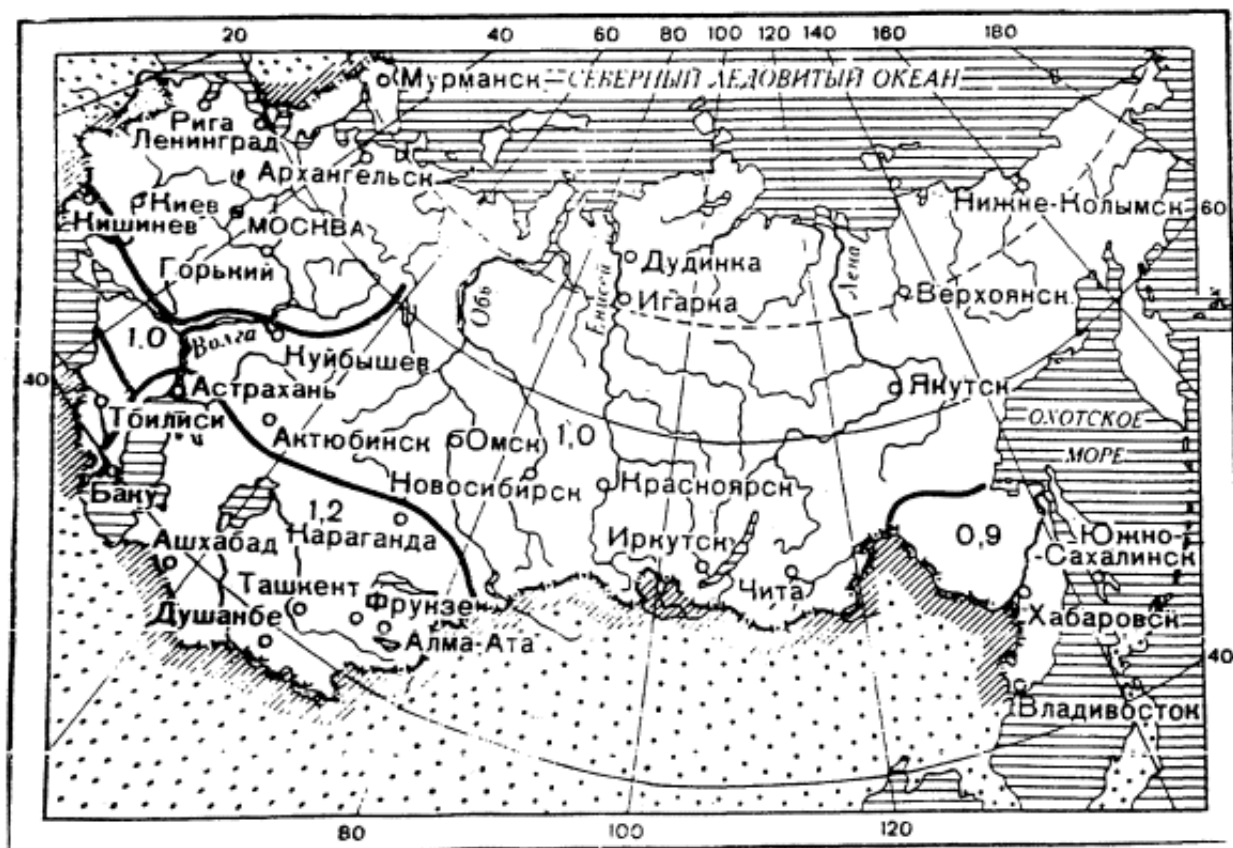 20 40 60 80 100 120 140 160 180
Мурманск
СЕВЕРНЫЙ ЛЕДОВИТЫЙ ОКЕАН
Рига
Ленинград
Архангельск
Киев
Кишинев
МОСКВА
Нижне-Колымск
60
Горький
Дудинка
Обь
Енисей
Игарка
Лена
Верхоянск
1,0
Волга
Куйбышев
40
Астрахань
Якутск
Тбилиси
Актюбинск
Омск
1,0
ОХОТСКОЕ
МОРЕ
Баку
Новосибирск
Красноярск
1,2
Караганда
0,9
Ашхабад
Иркутск
Южно-
-Сахалинск
Ташкент
Чита
Душанбе
Фрунзе
Хабаровск
Алма-Ата
40
Владивосток
80 100 120